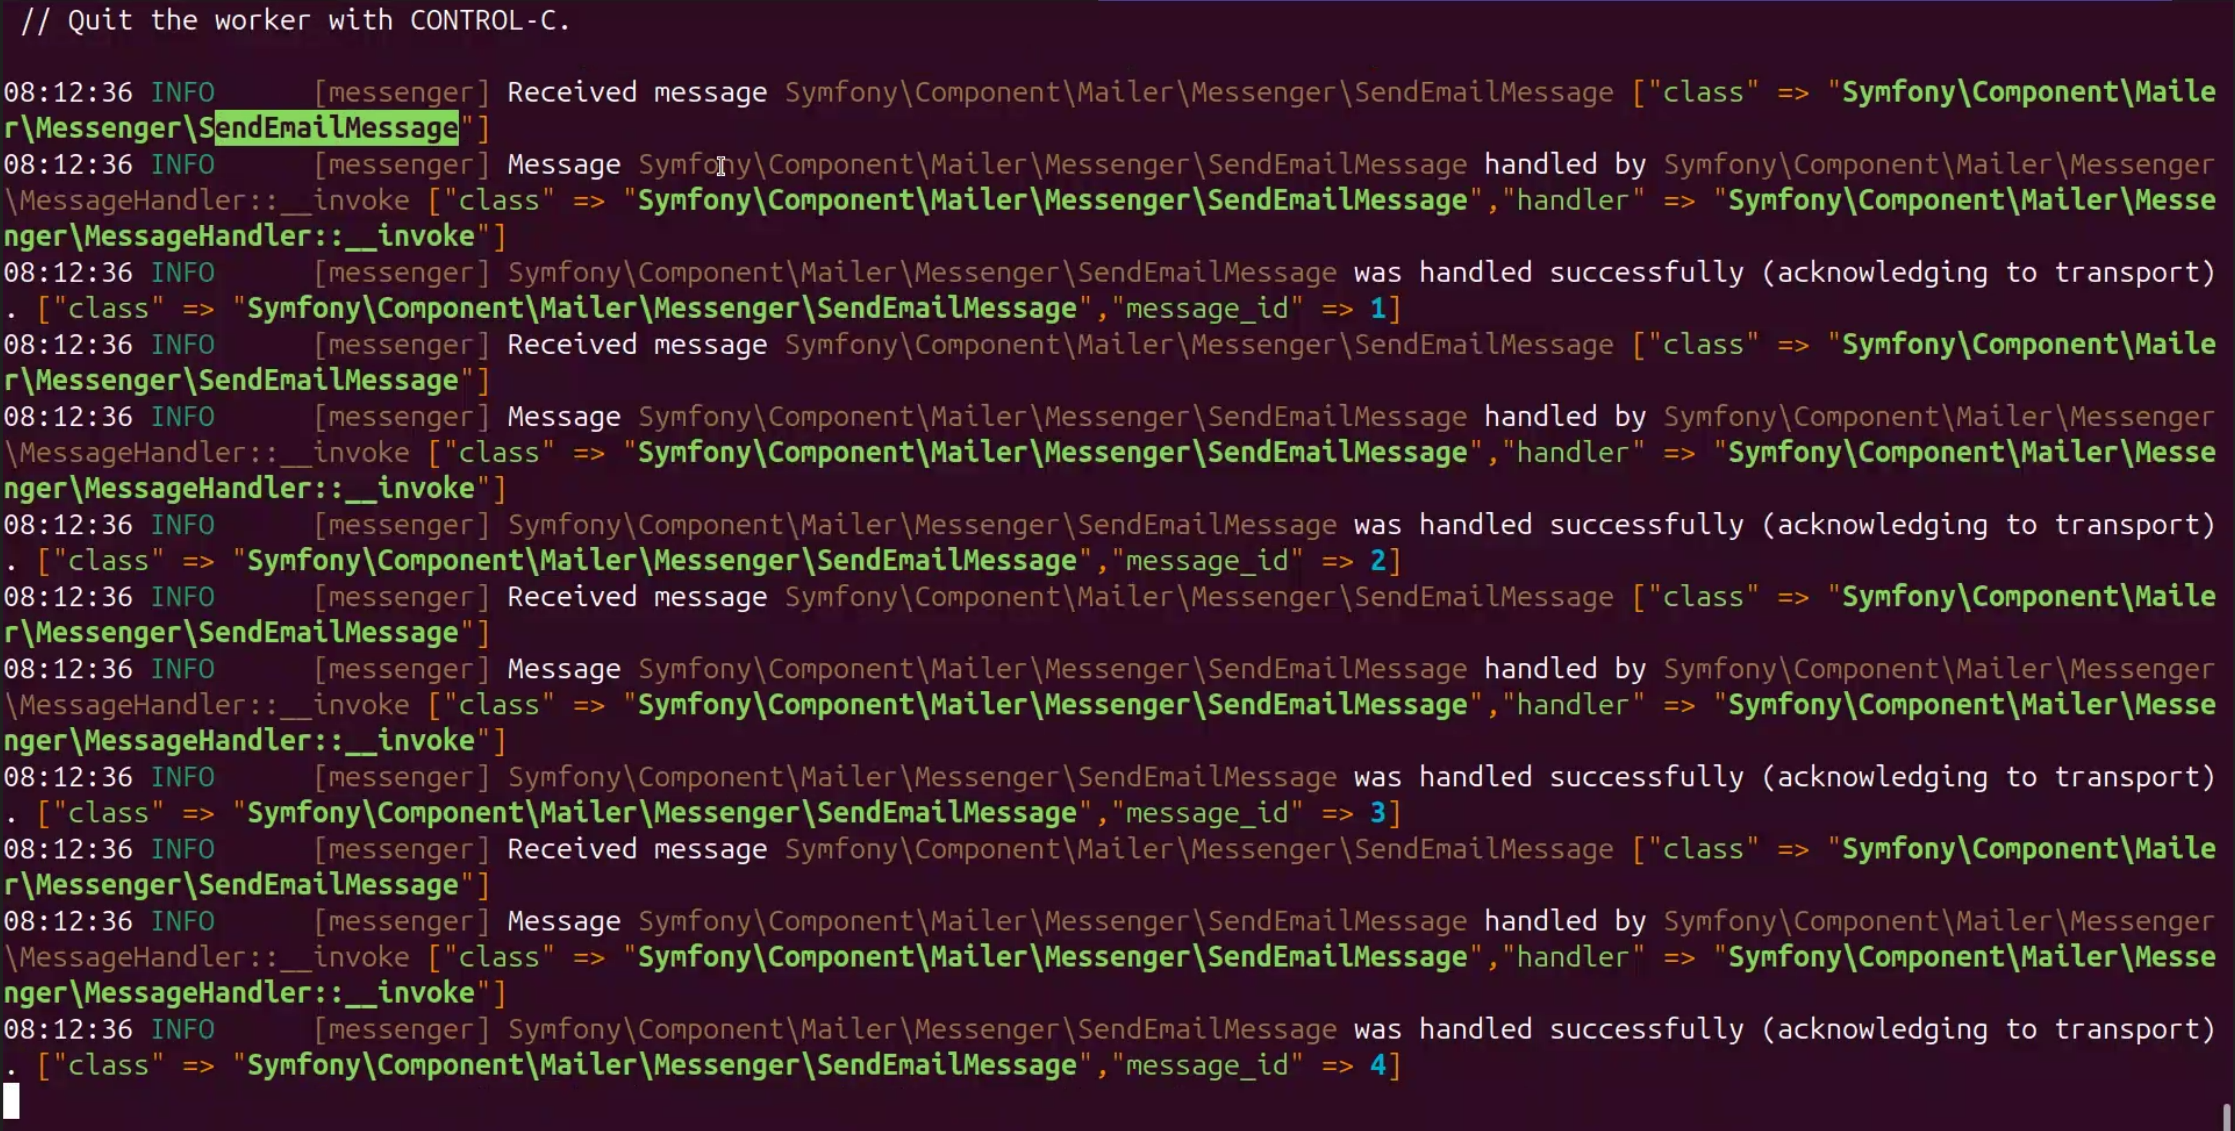 // Quit the worker with CONTROL-C.
08:12:36 INFO      [messenger] Received message Symfony\Component\Mailer\Messenger\SendEmailMessage ["class" => "Symfony\Component\Maile
r\Messenger\SendEmailMessage"]
08:12:36 INFO      [messenger] Message Symfony\Component\Mailer\Messenger\SendEmailMessage handled by Symfony\Component\Mailer\Messenger
\MessageHandler::__invoke ["class" => "Symfony\Component\Mailer\Messenger\SendEmailMessage","handler" => "Symfony\Component\Mailer\Messe
nger\MessageHandler::__invoke"]
08:12:36 INFO      [messenger] Symfony\Component\Mailer\Messenger\SendEmailMessage was handled successfully (acknowledging to transport)
. ["class" => "Symfony\Component\Mailer\Messenger\SendEmailMessage","message_id" => 1]
08:12:36 INFO      [messenger] Received message Symfony\Component\Mailer\Messenger\SendEmailMessage ["class" => "Symfony\Component\Maile
r\Messenger\SendEmailMessage"]
08:12:36 INFO      [messenger] Message Symfony\Component\Mailer\Messenger\SendEmailMessage handled by Symfony\Component\Mailer\Messenger
\MessageHandler::__invoke ["class" => "Symfony\Component\Mailer\Messenger\SendEmailMessage","handler" => "Symfony\Component\Mailer\Messe
nger\MessageHandler::__invoke"]
08:12:36 INFO      [messenger] Symfony\Component\Mailer\Messenger\SendEmailMessage was handled successfully (acknowledging to transport)
. ["class" => "Symfony\Component\Mailer\Messenger\SendEmailMessage","message_id" => 2]
08:12:36 INFO      [messenger] Received message Symfony\Component\Mailer\Messenger\SendEmailMessage ["class" => "Symfony\Component\Maile
r\Messenger\SendEmailMessage"]
08:12:36 INFO      [messenger] Message Symfony\Component\Mailer\Messenger\SendEmailMessage handled by Symfony\Component\Mailer\Messenger
\MessageHandler::__invoke ["class" => "Symfony\Component\Mailer\Messenger\SendEmailMessage","handler" => "Symfony\Component\Mailer\Messe
nger\MessageHandler::__invoke"]
08:12:36 INFO      [messenger] Symfony\Component\Mailer\Messenger\SendEmailMessage was handled successfully (acknowledging to transport)
. ["class" => "Symfony\Component\Mailer\Messenger\SendEmailMessage","message_id" => 3]
08:12:36 INFO      [messenger] Received message Symfony\Component\Mailer\Messenger\SendEmailMessage ["class" => "Symfony\Component\Maile
r\Messenger\SendEmailMessage"]
08:12:36 INFO      [messenger] Message Symfony\Component\Mailer\Messenger\SendEmailMessage handled by Symfony\Component\Mailer\Messenger
\MessageHandler::__invoke ["class" => "Symfony\Component\Mailer\Messenger\SendEmailMessage","handler" => "Symfony\Component\Mailer\Messe
nger\MessageHandler::__invoke"]
08:12:36 INFO      [messenger] Symfony\Component\Mailer\Messenger\SendEmailMessage was handled successfully (acknowledging to transport)
. ["class" => "Symfony\Component\Mailer\Messenger\SendEmailMessage","message_id" => 4]